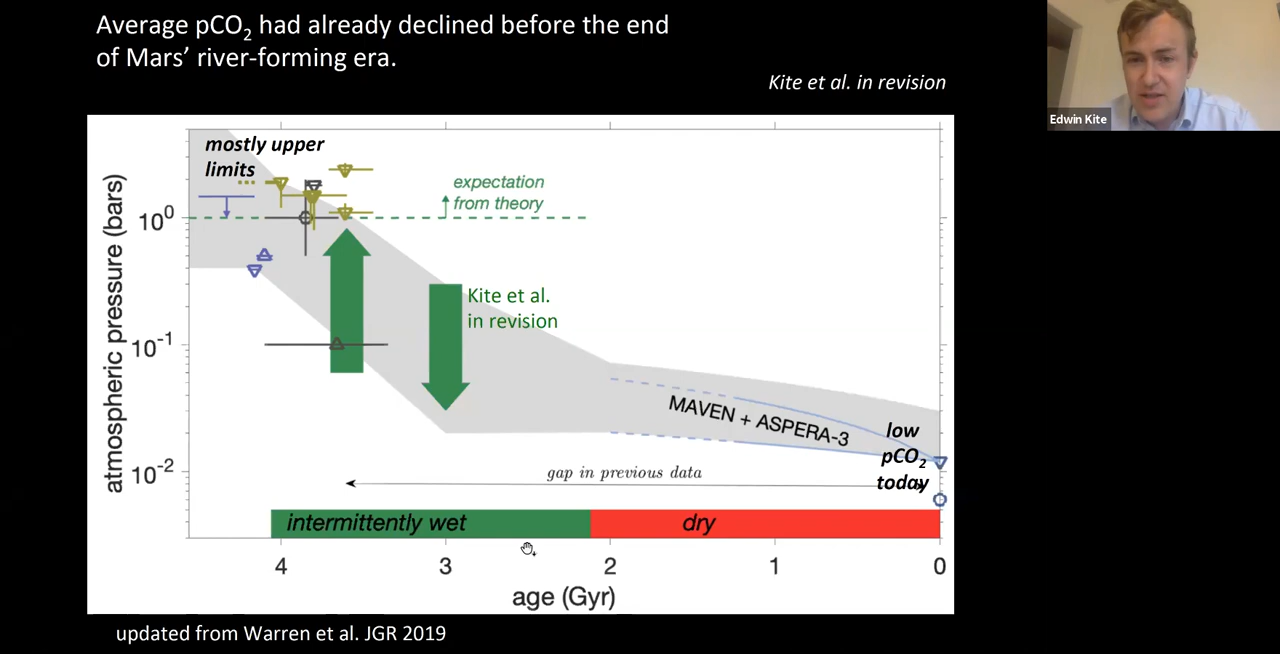 Average pCO₂ had already declined before the end
of Mars' river-forming era.
Kite et al. in revision
Edwin Kite
mostly upper
limits
expectation
from theory
Kite et al.
in revision
MAVEN + ASPERA-3
low
pCO₂
today
gap in previous data
intermittently wet
dry
atmospheric pressure (bars)
10⁰
10⁻¹
10⁻²
4 3 2 1 0
age (Gyr)
updated from Warren et al. JGR 2019